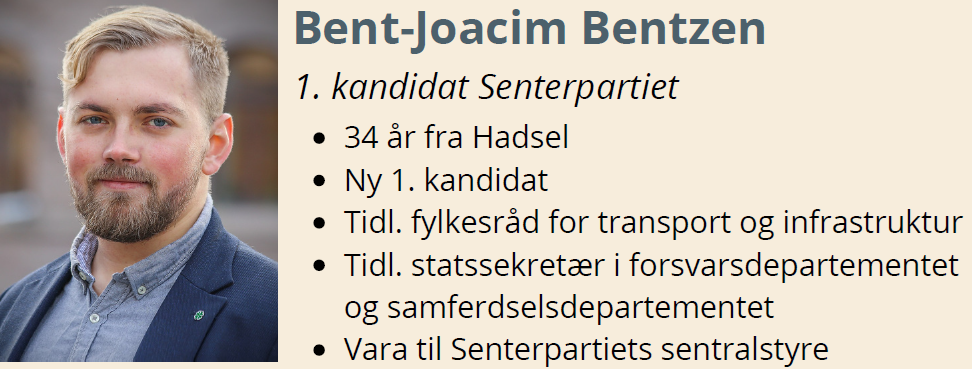 Bent-Joacim Bentzen
1. kandidat Senterpartiet
• 34 år fra Hadsel
• Ny 1. kandidat
• Tidl. fylkesråd for transport og infrastruktur
• Tidl. statssekretær i forsvarsdepartementet
og samferdselsdepartementet
• Vara til Senterpartiets sentralstyre